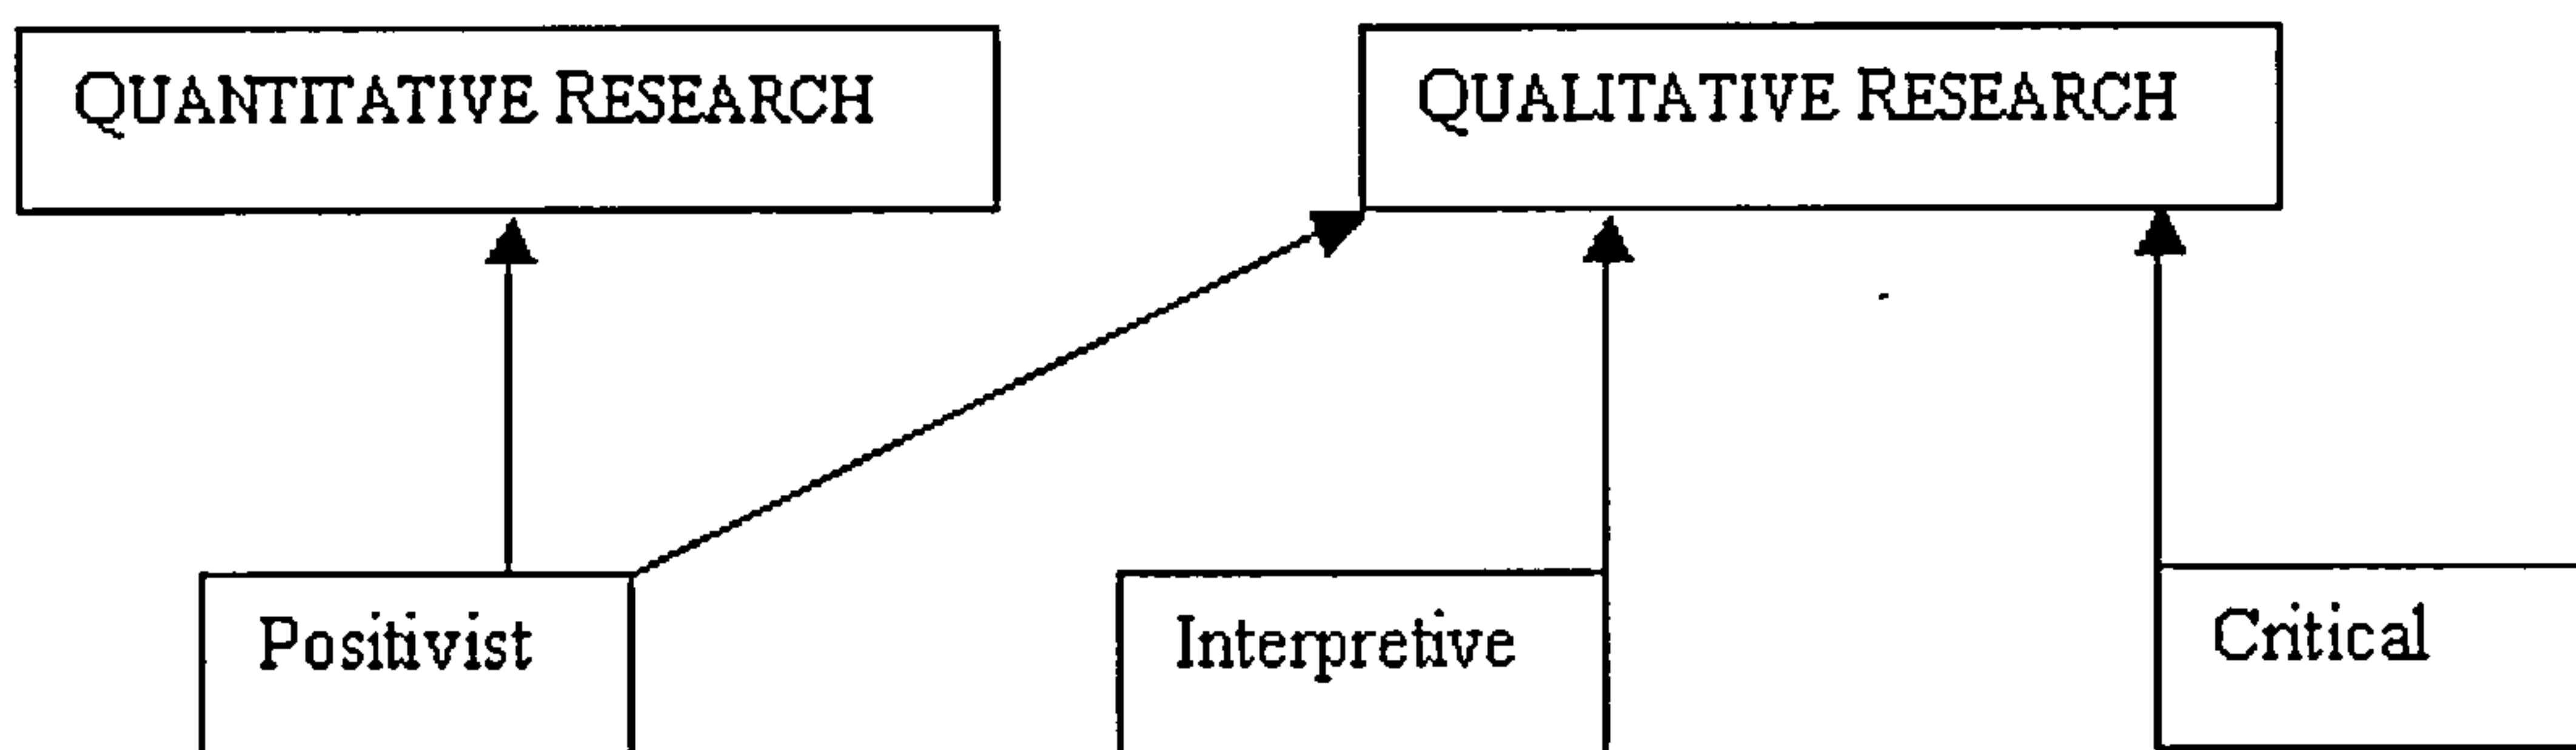 QUANTITATIVE RESEARCH
QUALITATIVE RESEARCH
Positivist
Interpretive
Critical